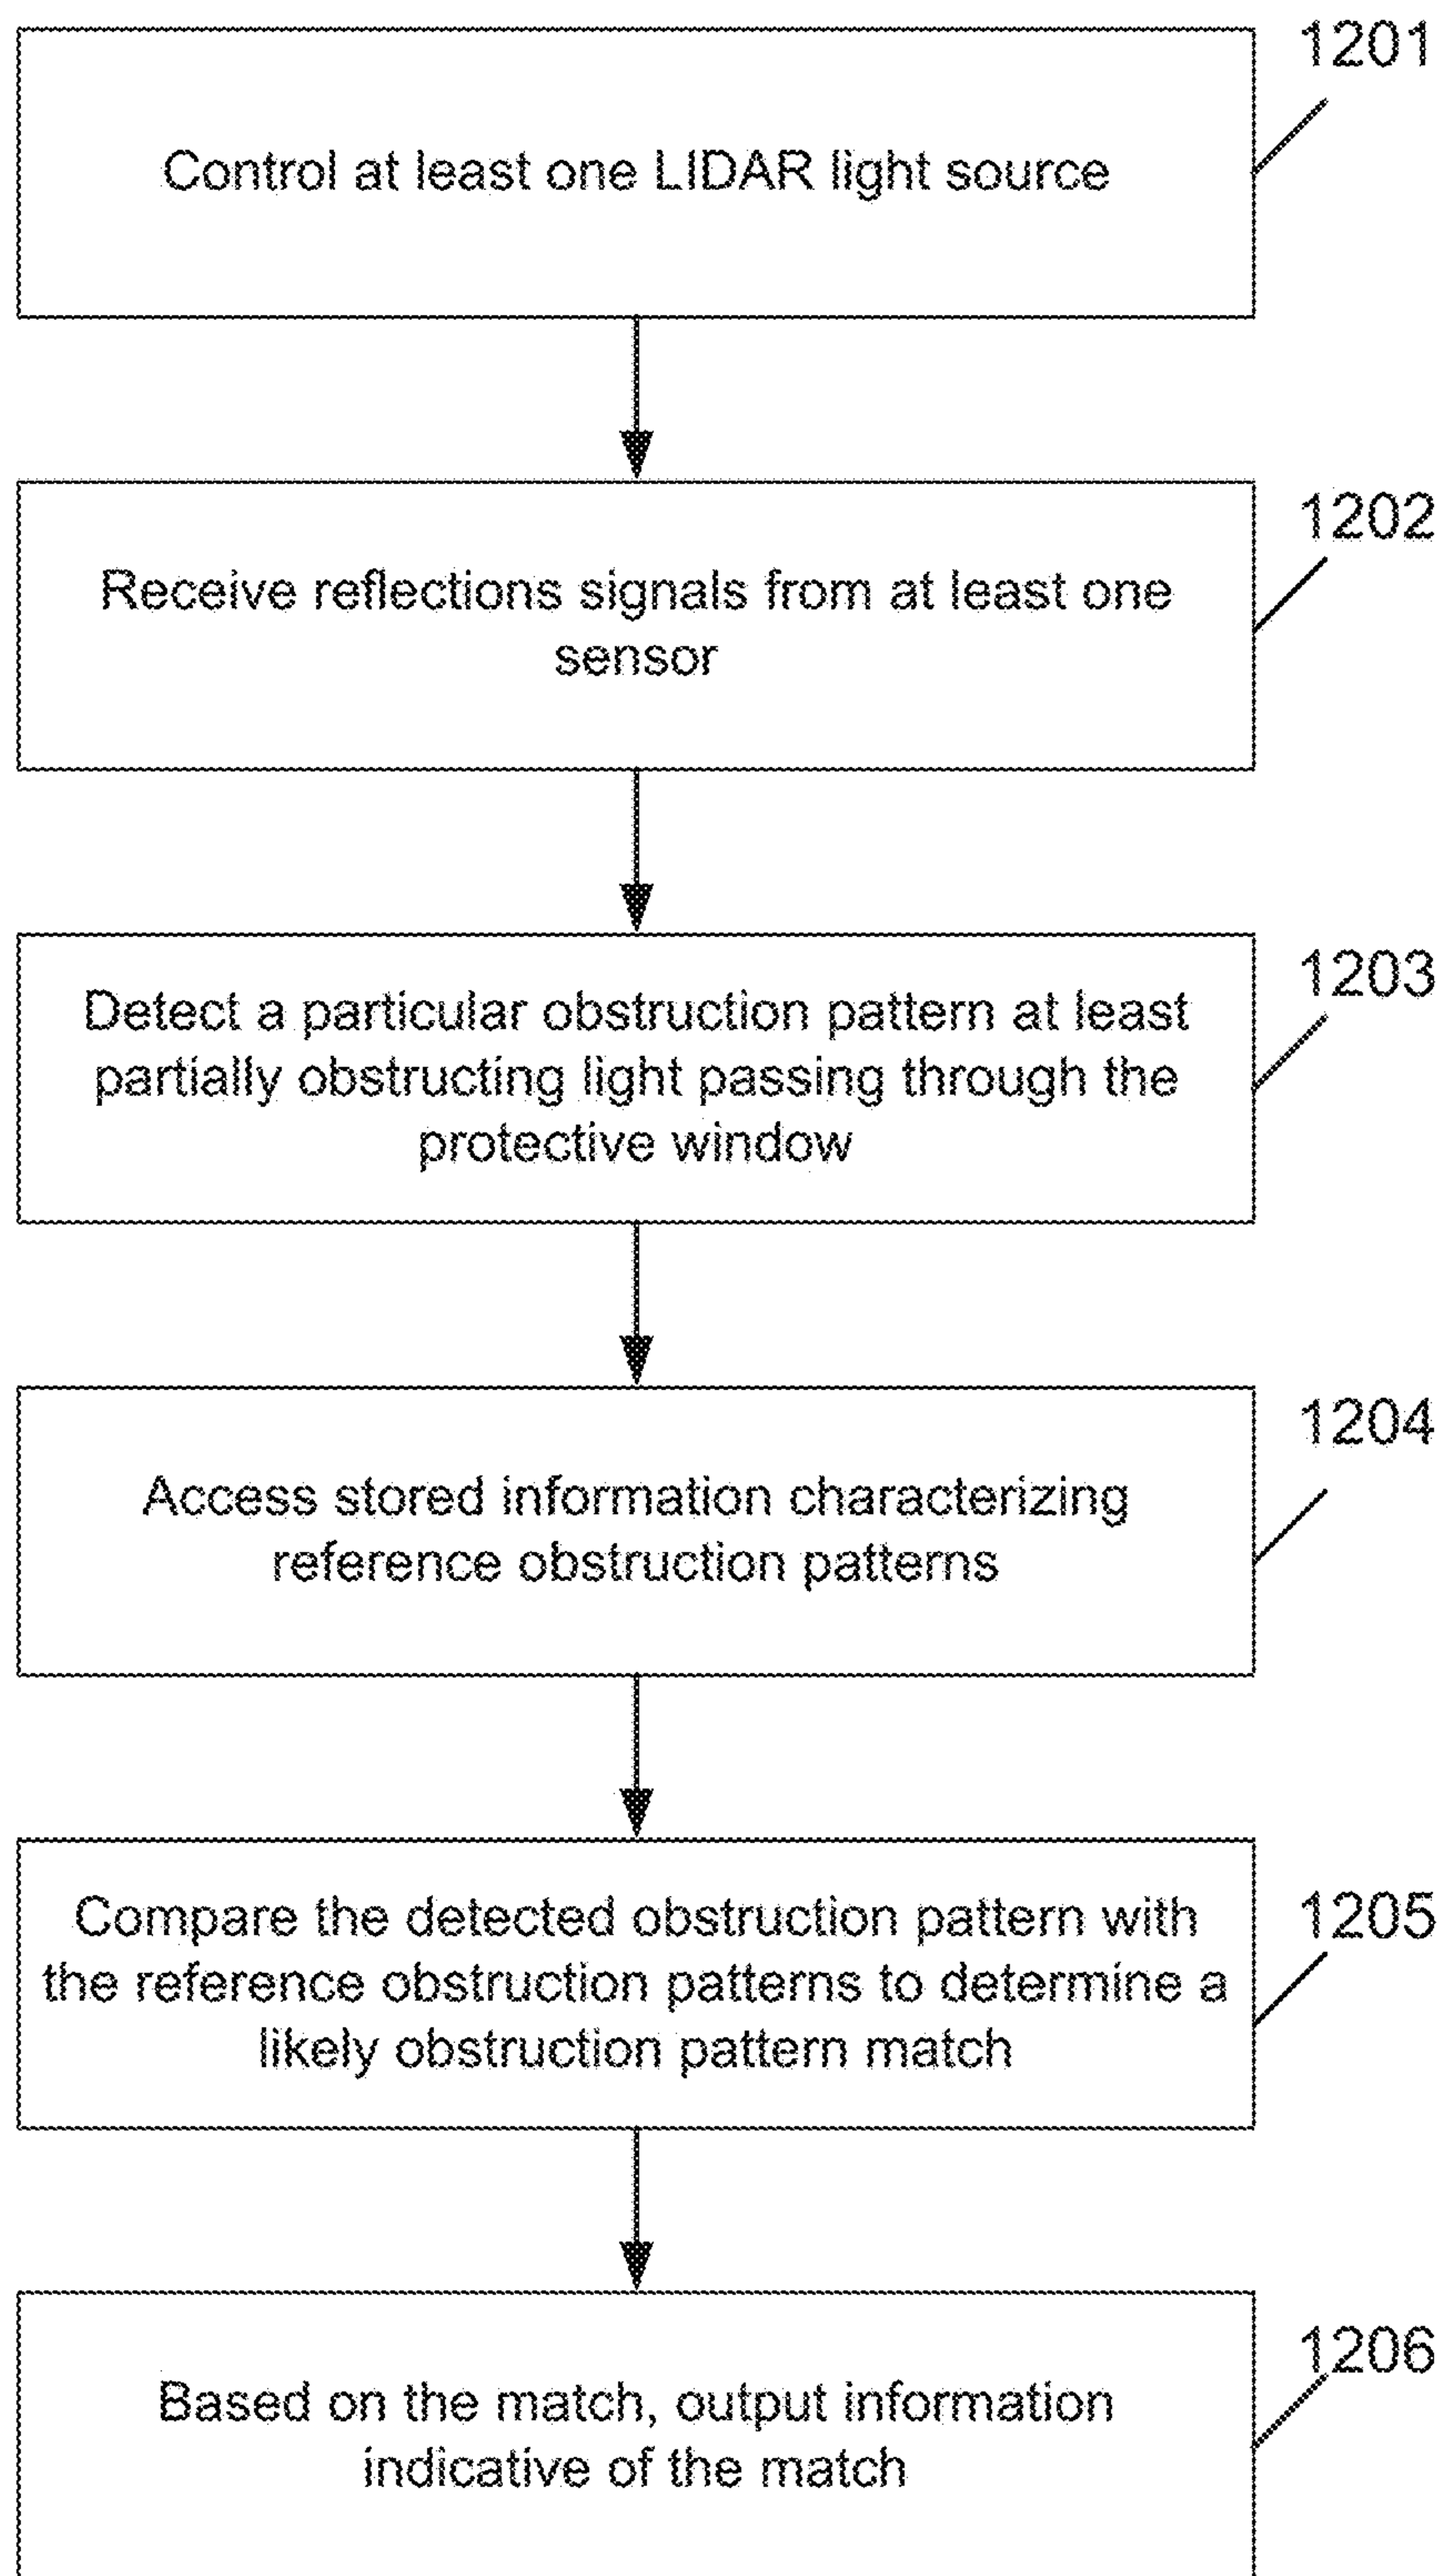 1201
Control at least one LIDAR light source
1202
Receive reflections signals from at least one
sensor
1203
Detect a particular obstruction pattern at least
partially obstructing light passing through the
protective window
1204
Access stored information characterizing
reference obstruction patterns
1205
Compare the detected obstruction pattern with
the reference obstruction patterns to determine a
likely obstruction pattern match
1206
Based on the match, output information
indicative of the match